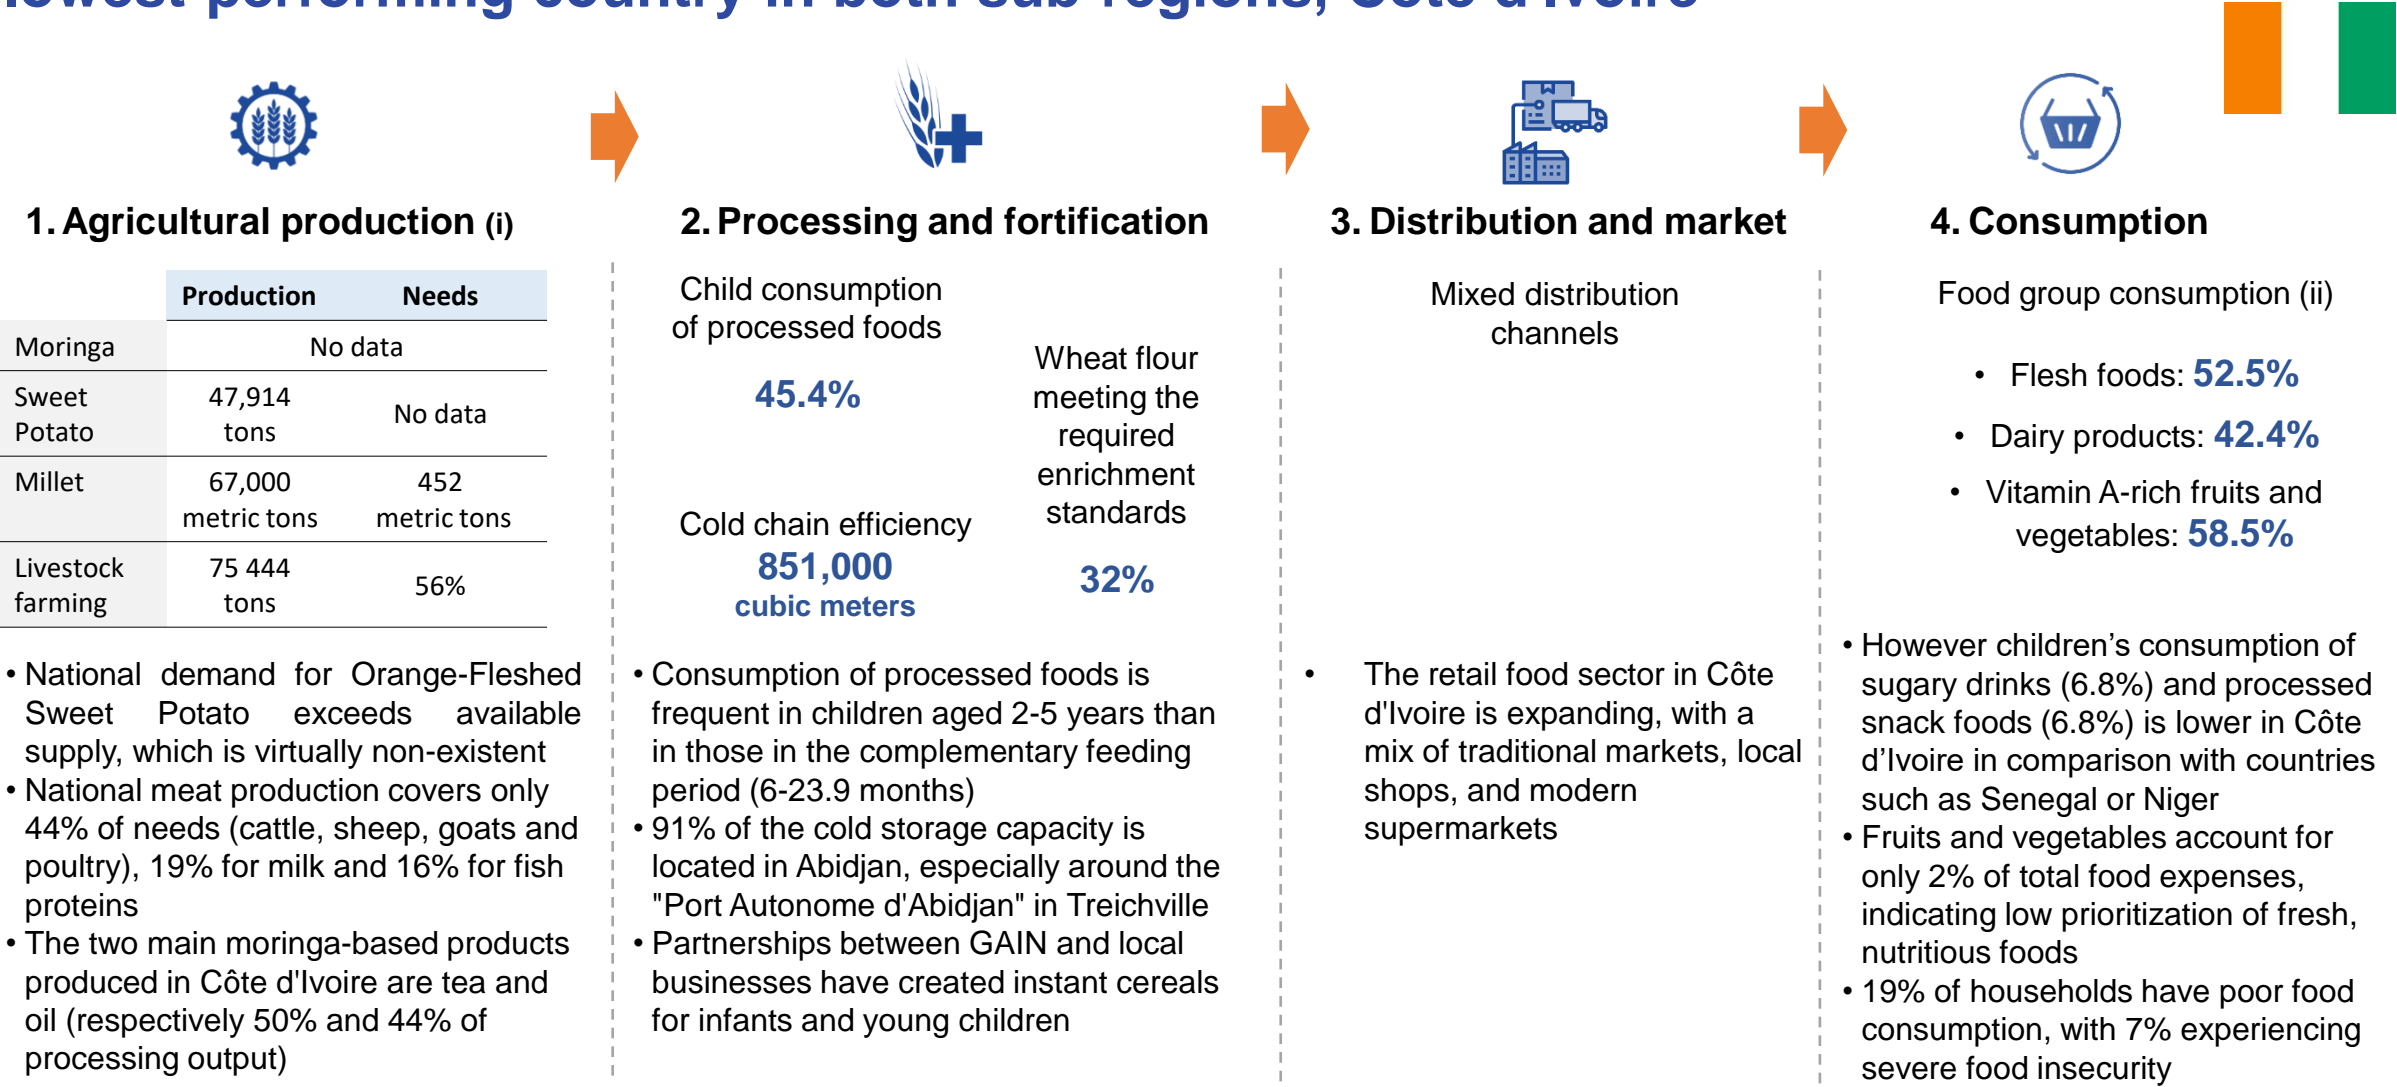 lowest performing country in both sub-regions, Côte d'Ivoire
1. Agricultural production (i)
Production Needs
Moringa No data
Sweet Potato 47,914 tons No data
Millet 67,000 metric tons 452 metric tons
Livestock farming 75 444 tons 56%
• National demand for Orange-Fleshed
Sweet Potato exceeds available
supply, which is virtually non-existent
• National meat production covers only
44% of needs (cattle, sheep, goats and
poultry), 19% for milk and 16% for fish
proteins
• The two main moringa-based products
produced in Côte d'Ivoire are tea and
oil (respectively 50% and 44% of
processing output)
2. Processing and fortification
Child consumption
of processed foods
45.4%
Cold chain efficiency
851,000
cubic meters
Wheat flour
meeting the
required
enrichment
standards
32%
• Consumption of processed foods is
frequent in children aged 2-5 years than
in those in the complementary feeding
period (6-23.9 months)
• 91% of the cold storage capacity is
located in Abidjan, especially around the
"Port Autonome d'Abidjan" in Treichville
• Partnerships between GAIN and local
businesses have created instant cereals
for infants and young children
3. Distribution and market
Mixed distribution
channels
• The retail food sector in Côte
d'Ivoire is expanding, with a
mix of traditional markets, local
shops, and modern
supermarkets
4. Consumption
Food group consumption (ii)
• Flesh foods: 52.5%
• Dairy products: 42.4%
• Vitamin A-rich fruits and
vegetables: 58.5%
• However children’s consumption of
sugary drinks (6.8%) and processed
snack foods (6.8%) is lower in Côte
d’Ivoire in comparison with countries
such as Senegal or Niger
• Fruits and vegetables account for
only 2% of total food expenses,
indicating low prioritization of fresh,
nutritious foods
• 19% of households have poor food
consumption, with 7% experiencing
severe food insecurity